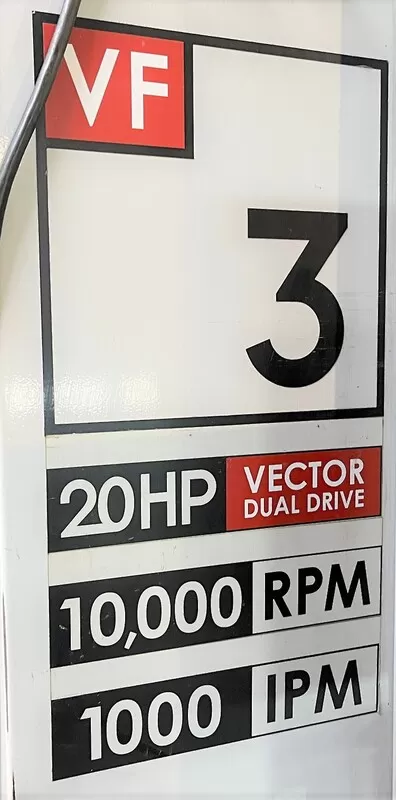 VF
3
20HP VECTOR
DUAL DRIVE
10,000 RPM
1000 IPM